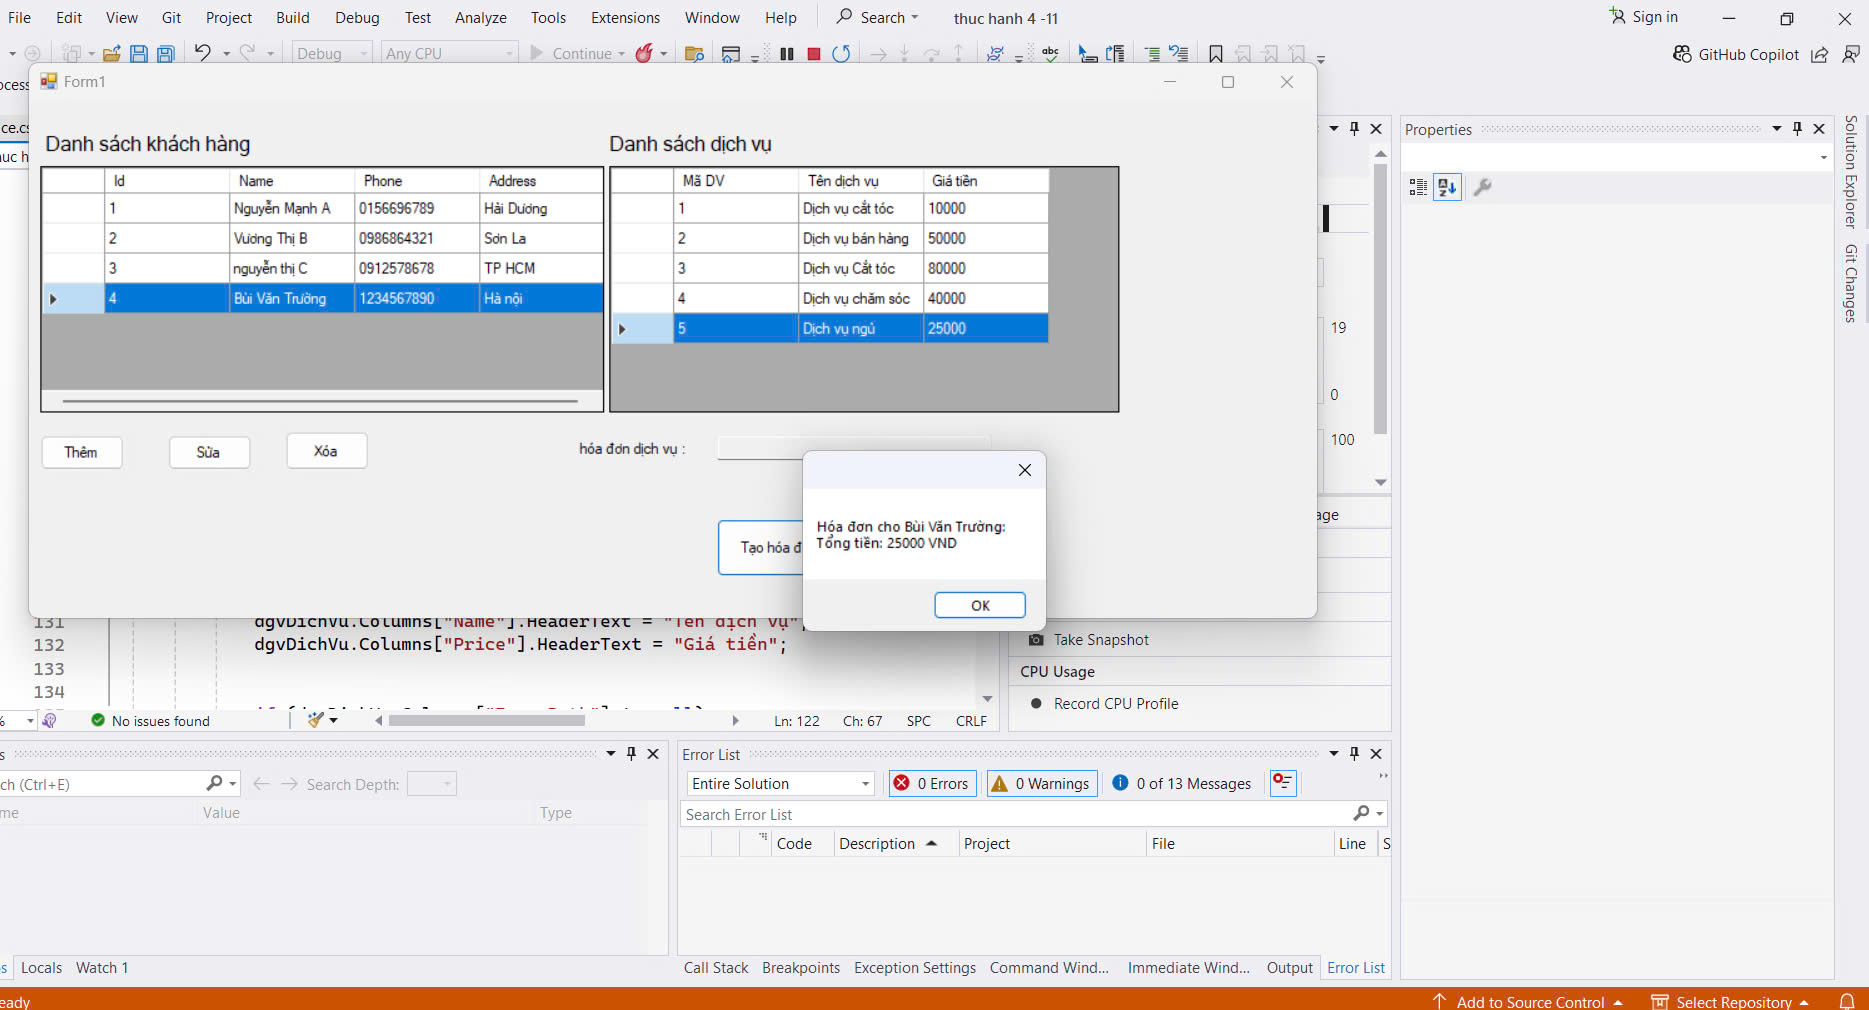 File Edit View Git Project Build Debug Test Analyze Tools Extensions Window Help Search thuc hanh 4 -11 Sign in
Debug Any CPU Continue GitHub Copilot
Form1
Danh sách khách hàng
Id Name Phone Address
1 Nguyễn Mạnh A 0156696789 Hải Dương
2 Vương Thị B 0986864321 Sơn La
3 nguyễn thị C 0912578678 TP HCM
4 Bùi Văn Trường 1234567890 Hà nội
Danh sách dịch vụ
Mã DV Tên dịch vụ Giá tiền
1 Dịch vụ cắt tóc 10000
2 Dịch vụ bán hàng 50000
3 Dịch vụ Cắt tóc 80000
4 Dịch vụ chăm sóc 40000
5 Dịch vụ ngủ 25000
Thêm Sửa Xóa
hóa đơn dịch vụ :
Tạo hóa đ
Hóa đơn cho Bùi Văn Trường:
Tổng tiền: 25000 VND
OK
131 dgvDichVu.Columns["Name"].HeaderText = "Tên dịch vụ"
132 dgvDichVu.Columns["Price"].HeaderText = "Giá tiền";
133
134
No issues found Ln: 122 Ch: 67 SPC CRLF
19
0
100
age
Take Snapshot
CPU Usage
Record CPU Profile
Properties
Solution Explorer
Git Changes
ch (Ctrl+E) Search Depth:
me Value Type
Locals Watch 1
Error List
Entire Solution 0 Errors 0 Warnings 0 of 13 Messages
Search Error List
Code Description Project File Line S
Call Stack Breakpoints Exception Settings Command Wind... Immediate Wind... Output Error List
eady Add to Source Control Select Repository